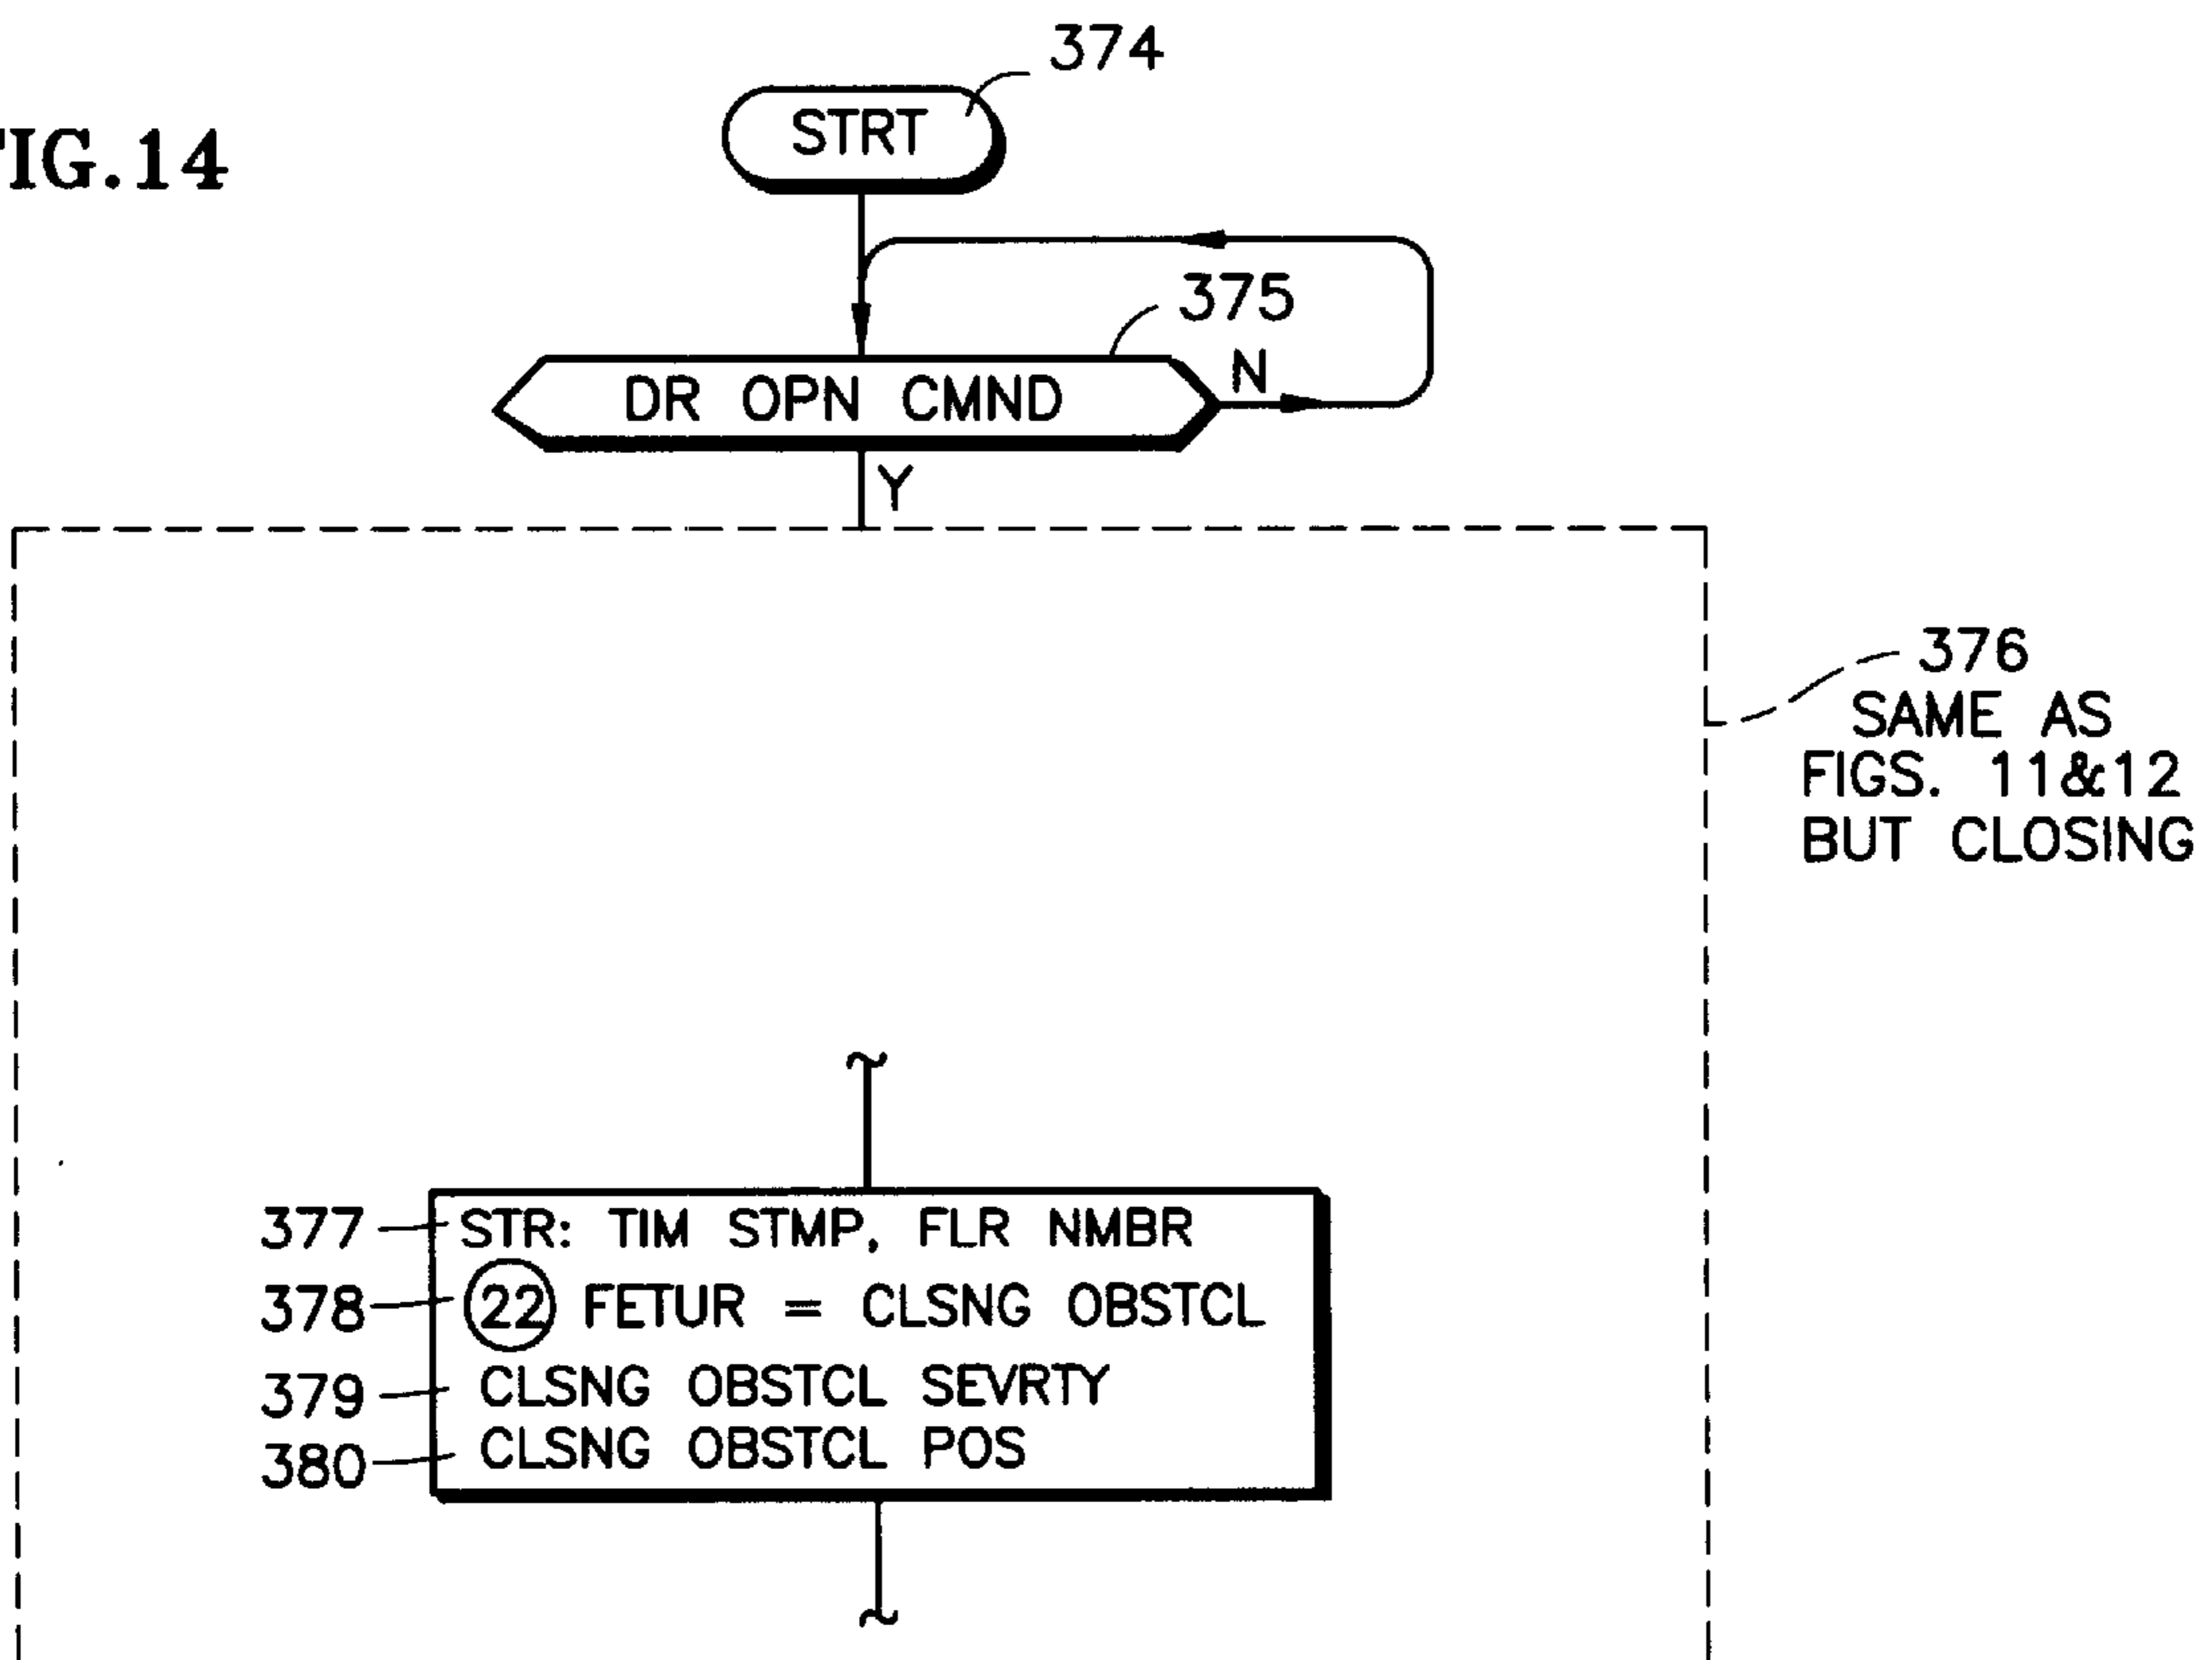 374
FIG.14
STRT
375
N
DR OPN CMND
Y
376
SAME AS
FIGS. 11&12
BUT CLOSING
377 STR: TIM STMP, FLR NMBR
378 22 FETUR = CLSNG OBSTCL
379 CLSNG OBSTCL SEVRTY
380 CLSNG OBSTCL POS